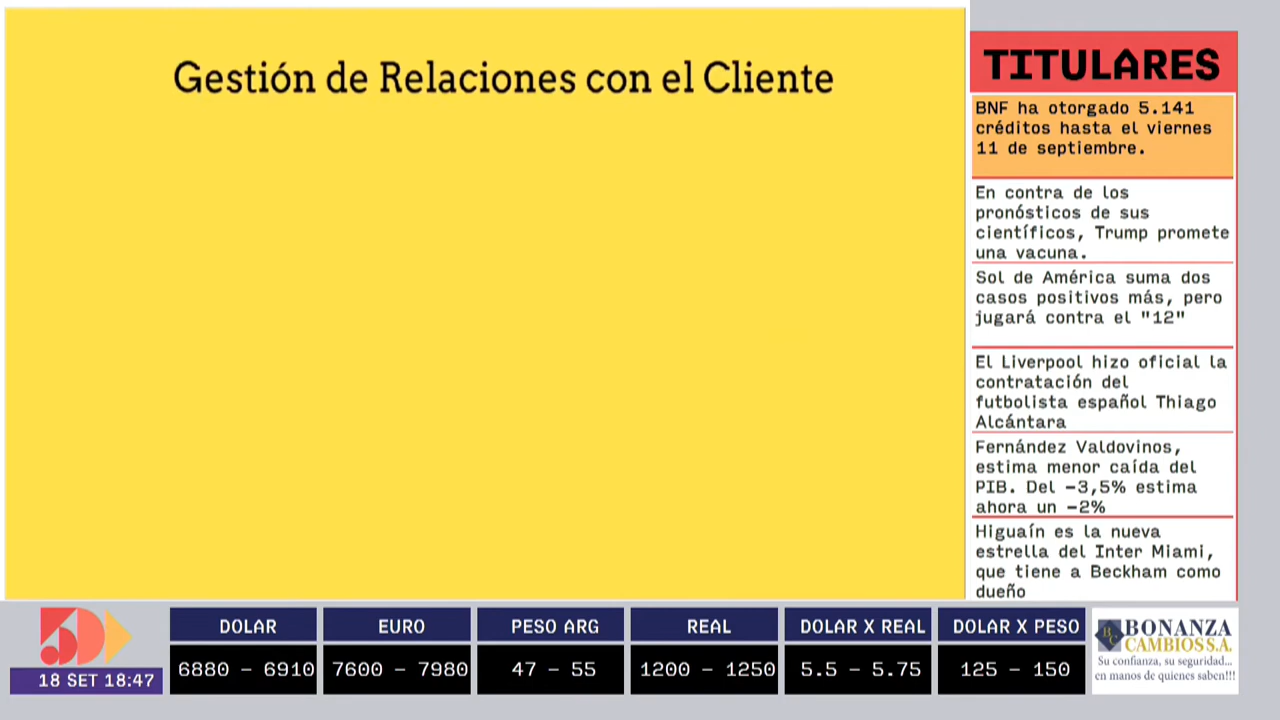 Gestión de Relaciones con el Cliente
TITULARES
BNF ha otorgado 5.141
créditos hasta el viernes
11 de septiembre.
En contra de los
pronósticos de sus
científicos, Trump promete
una vacuna.
Sol de América suma dos
casos positivos más, pero
jugará contra el "12"
El Liverpool hizo oficial la
contratación del
futbolista español Thiago
Alcántara
Fernández Valdovinos,
estima menor caída del
PIB. Del -3,5% estima
ahora un -2%
Higuaín es la nueva
estrella del Inter Miami,
que tiene a Beckham como
dueño
5D
18 SET 18:47
DOLAR
6880 - 6910
EURO
7600 - 7980
PESO ARG
47 - 55
REAL
1200 - 1250
DOLAR X REAL
5.5 - 5.75
DOLAR X PESO
125 - 150
BC
BONANZA
CAMBIOS S.A.
Su confianza, su seguridad...
en manos de quienes saben!!!